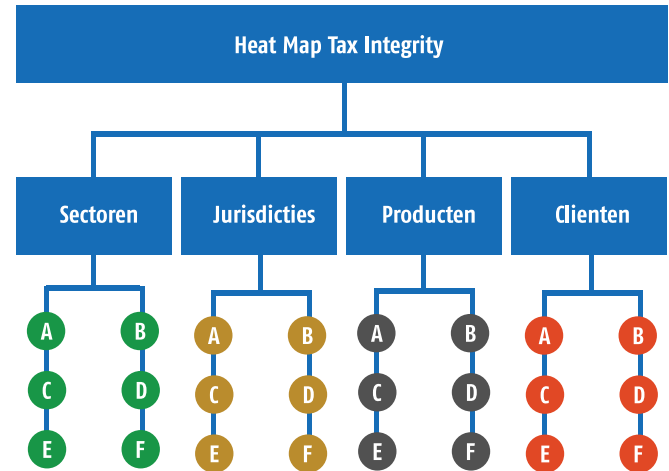 Heat Map Tax Integrity
Sectoren
Jurisdicties
Producten
Clienten
A B
C D
E F
A B
C D
E F
A B
C D
E F
A B
C D
E F